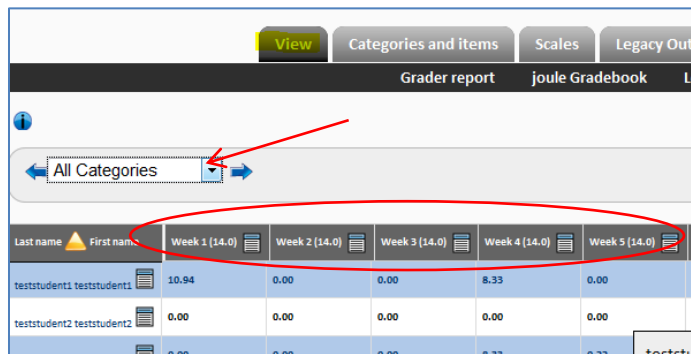 View Categories and items Scales Legacy Out
Grader report joule Gradebook L
All Categories
Last name First name Week 1 (14.0) Week 2 (14.0) Week 3 (14.0) Week 4 (14.0) Week 5 (14.0)
teststudent1 teststudent1 10.94 0.00 0.00 8.33 0.00
teststudent2 teststudent2 0.00 0.00 0.00 0.00 0.00